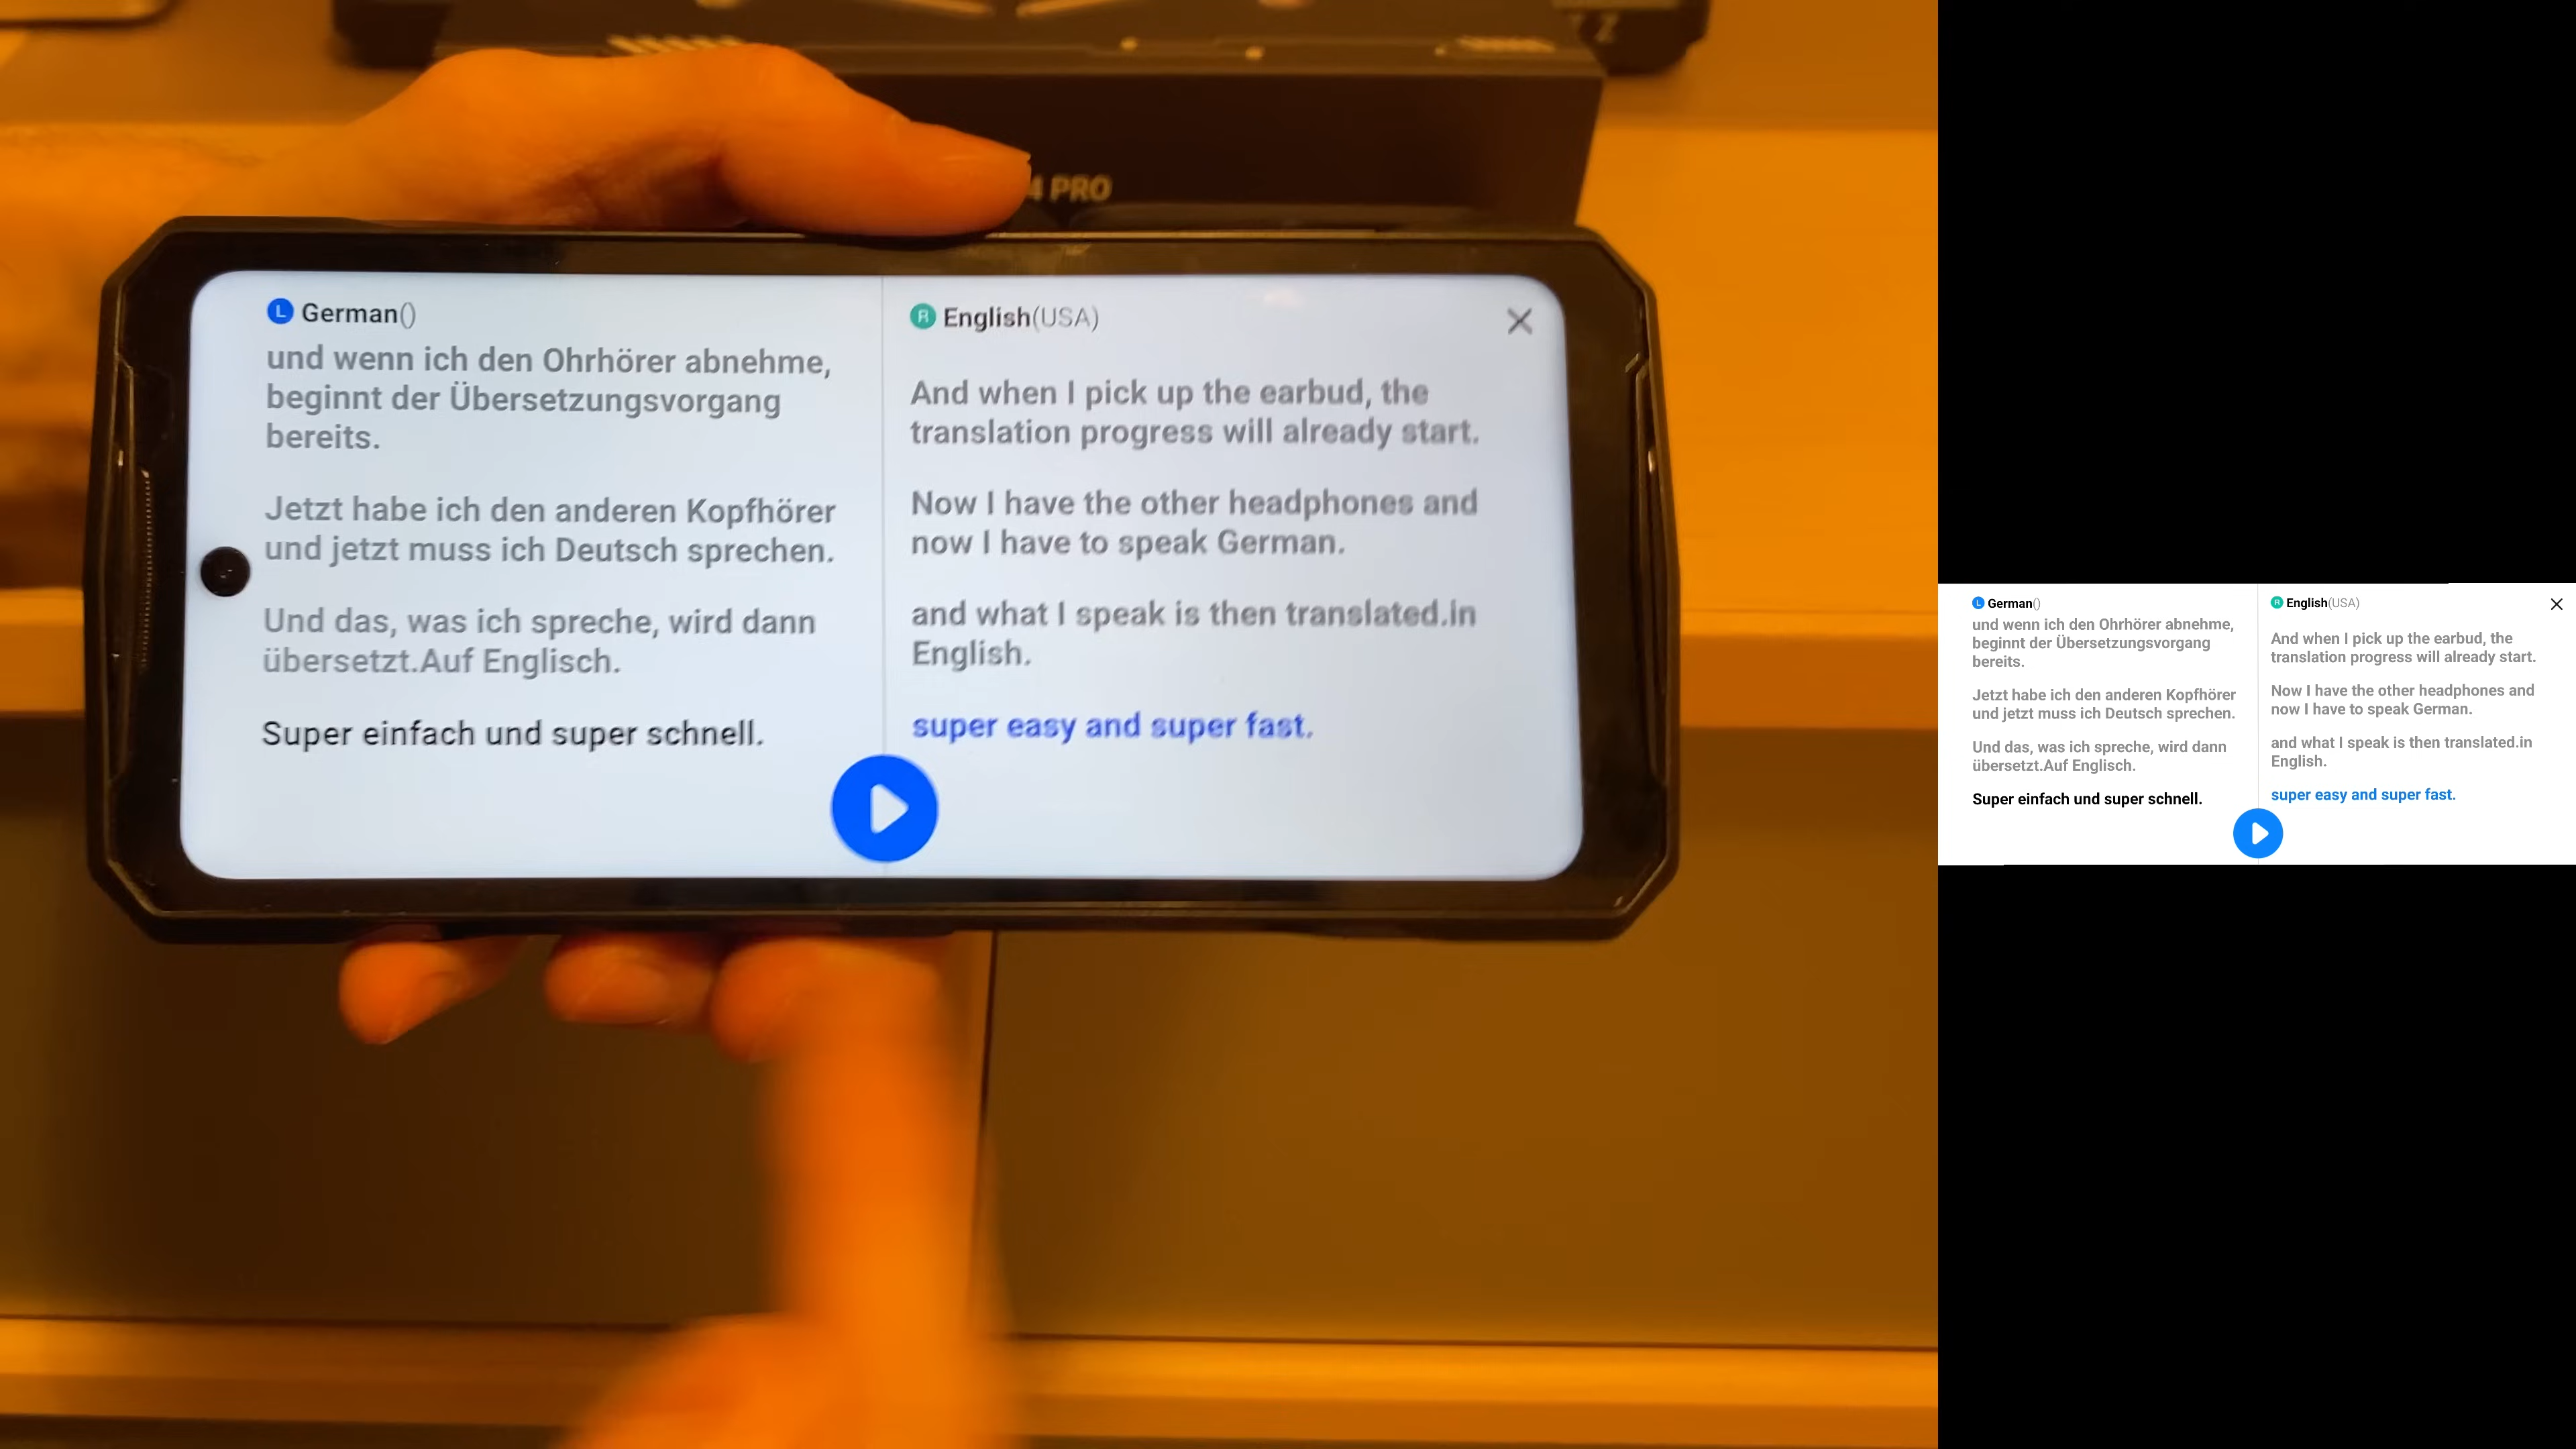 4 PRO
L German()
und wenn ich den Ohrhörer abnehme,
beginnt der Übersetzungsvorgang
bereits.
Jetzt habe ich den anderen Kopfhörer
und jetzt muss ich Deutsch sprechen.
Und das, was ich spreche, wird dann
übersetzt.Auf Englisch.
Super einfach und super schnell.
R English(USA)
And when I pick up the earbud, the
translation progress will already start.
Now I have the other headphones and
now I have to speak German.
and what I speak is then translated.in
English.
super easy and super fast.
L German()
und wenn ich den Ohrhörer abnehme,
beginnt der Übersetzungsvorgang
bereits.
Jetzt habe ich den anderen Kopfhörer
und jetzt muss ich Deutsch sprechen.
Und das, was ich spreche, wird dann
übersetzt.Auf Englisch.
Super einfach und super schnell.
R English(USA)
And when I pick up the earbud, the
translation progress will already start.
Now I have the other headphones and
now I have to speak German.
and what I speak is then translated.in
English.
super easy and super fast.